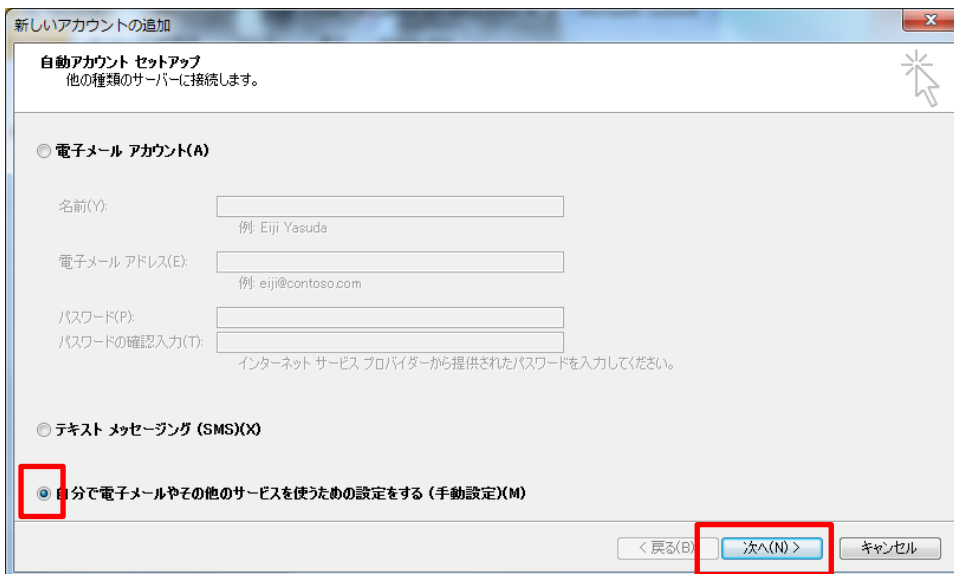 新しいアカウントの追加
自動アカウント セットアップ
他の種類のサーバーに接続します。
電子メール アカウント(A)
名前(Y):
例: Eiji Yasuda
電子メール アドレス(E):
例: eiji@contoso.com
パスワード(P):
パスワードの確認入力(T):
インターネット サービス プロバイダーから提供されたパスワードを入力してください。
テキスト メッセージング (SMS)(X)
自分で電子メールやその他のサービスを使うための設定をする (手動設定)(M)
< 戻る(B) 次へ(N) > キャンセル